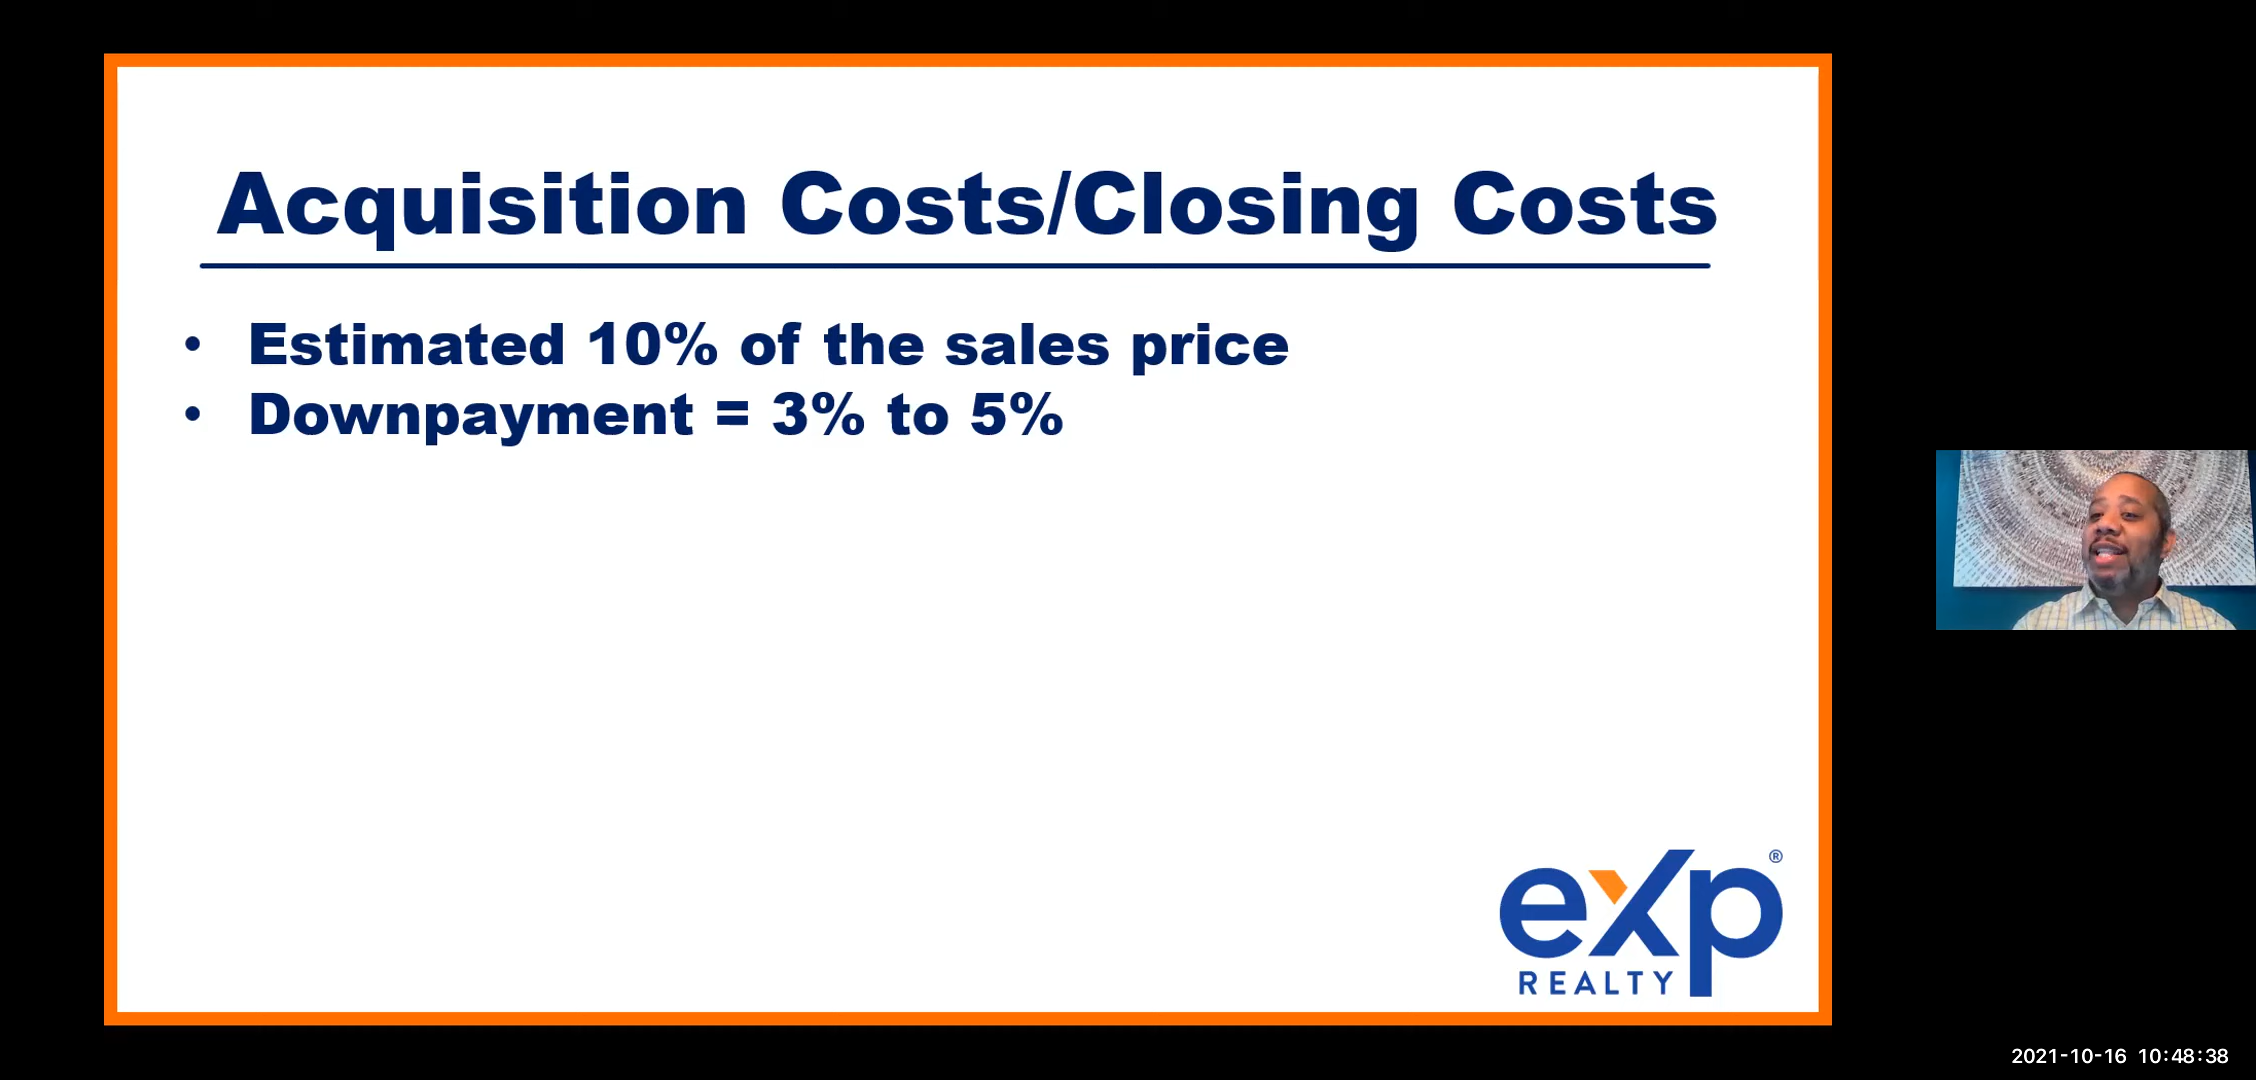 Acquisition Costs/Closing Costs
• Estimated 10% of the sales price
• Downpayment = 3% to 5%
eXp®
REALTY
2021-10-16 10:48:38